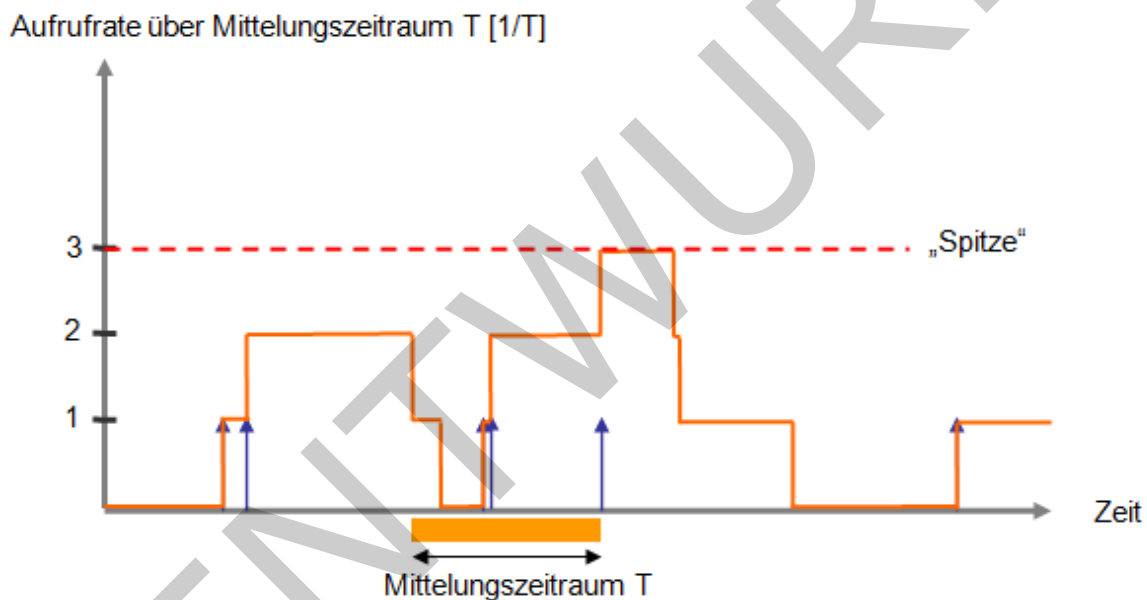 Aufrufrate über Mittelungszeitraum T [1/T]
3
„Spitze“
2
1
Zeit
Mittelungszeitraum T
ENTWURF